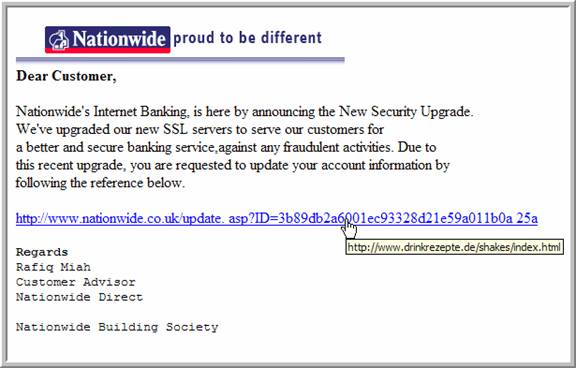 Nationwide proud to be different
Dear Customer,
Nationwide's Internet Banking, is here by announcing the New Security Upgrade.
We've upgraded our new SSL servers to serve our customers for
a better and secure banking service,against any fraudulent activities. Due to
this recent upgrade, you are requested to update your account information by
following the reference below.
http://www.nationwide.co.uk/update. asp?ID=3b89db2a6001ec93328d21e59a011b0a 25a
http://www.drinkrezepte.de/shakes/index.html
Regards
Rafiq Miah
Customer Advisor
Nationwide Direct
Nationwide Building Society